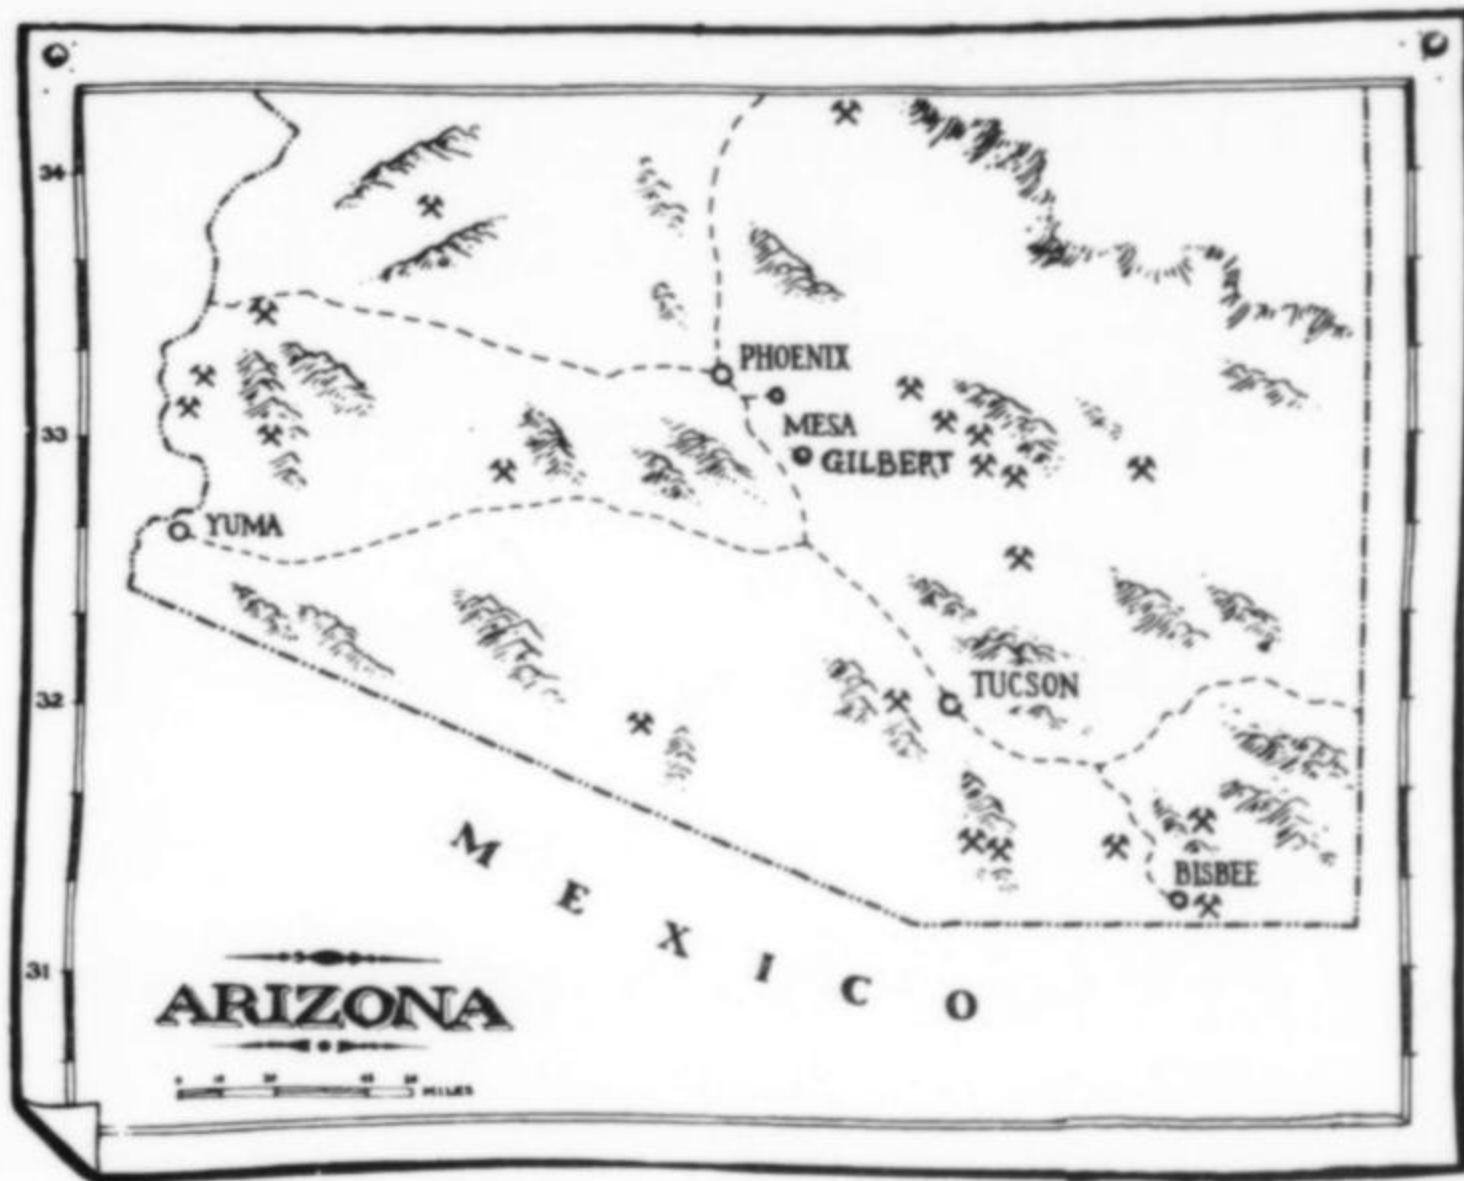 34
PHOENIX
MESA
33
GILBERT
YUMA
32
TUCSON
BISBEE
MEXICO
31
ARIZONA
MILES